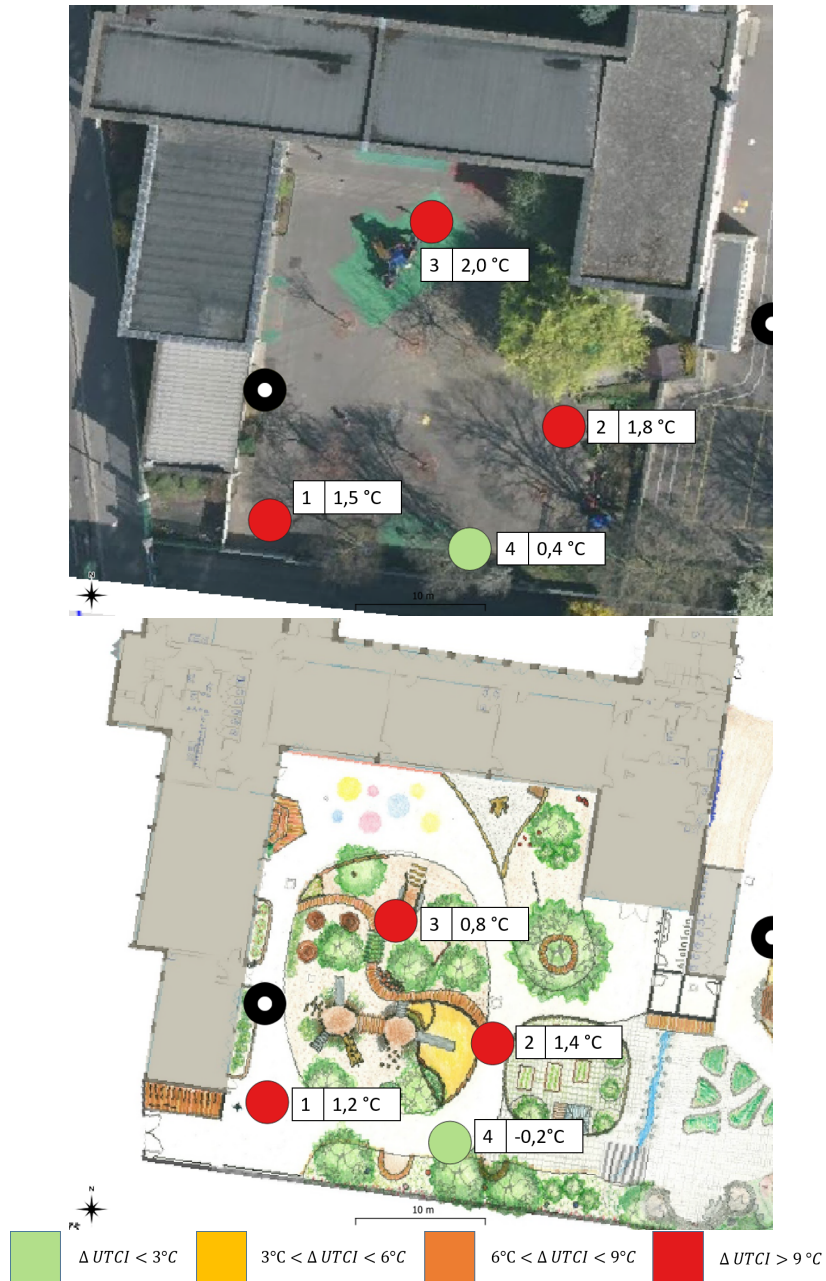 3 2,0 °C
2 1,8 °C
1 1,5 °C
4 0,4 °C
10 m
3 0,8 °C
2 1,4 °C
1 1,2 °C
4 -0,2°C
N
10 m
Δ UTCI < 3°C
3°C < Δ UTCI < 6°C
6°C < Δ UTCI < 9°C
Δ UTCI > 9 °C